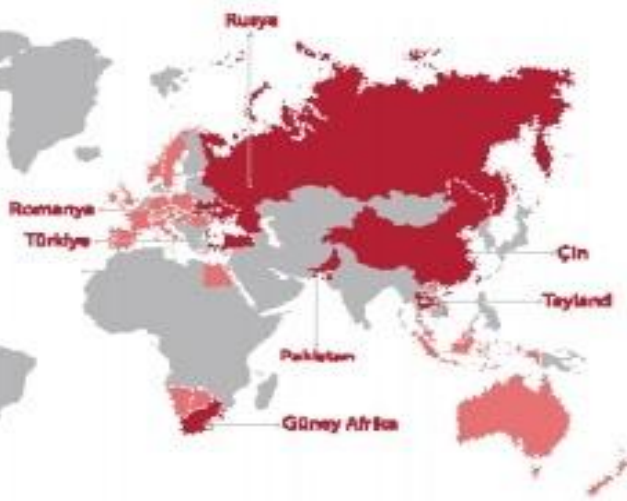 Rusya
Romanya
Türkiye
Çin
Tayland
Pakistan
Güney Afrika